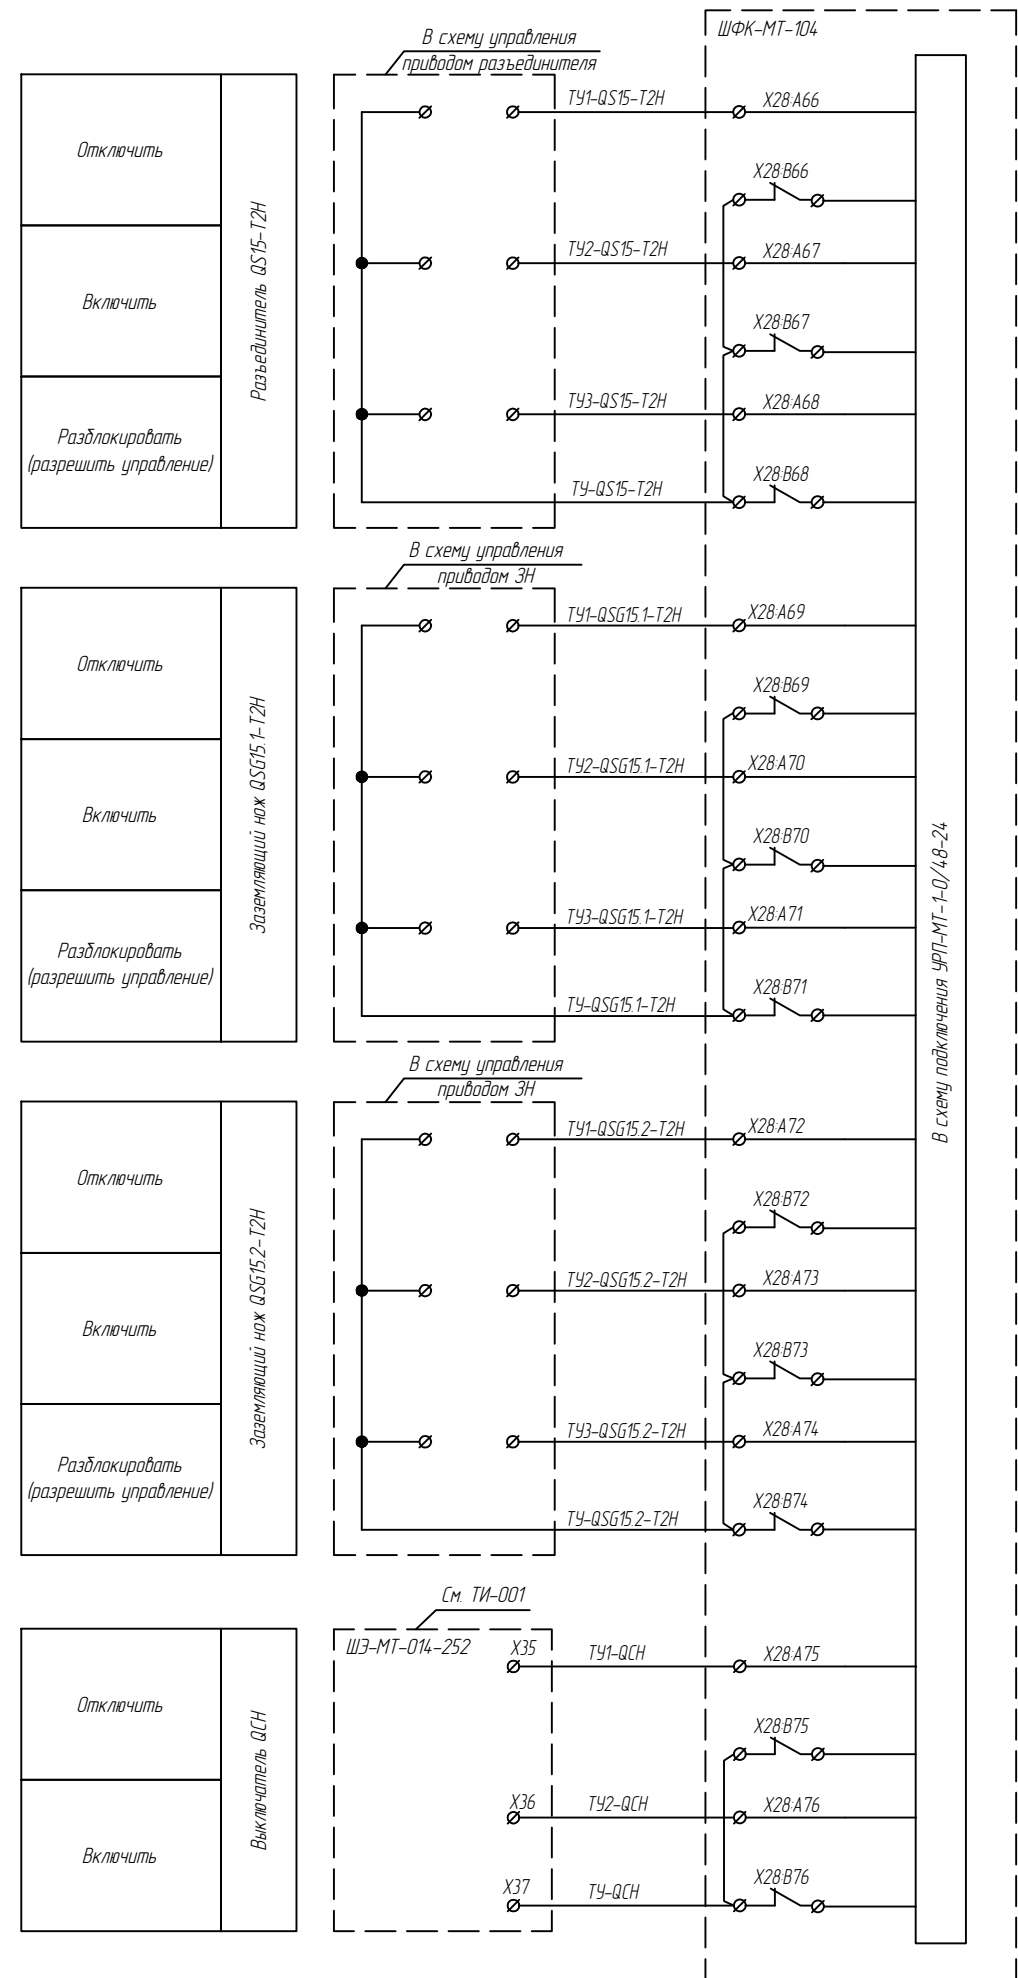 ШФК-МТ-104
В схему управления
приводом разъединителя
Отключить
Включить
Разблокировать
(разрешить управление)
Разъединитель QS15-Т2Н
ТУ1-QS15-Т2Н
X28:A66
X28:B66
ТУ2-QS15-Т2Н
X28:A67
X28:B67
ТУ3-QS15-Т2Н
X28:A68
ТУ-QS15-Т2Н
X28:B68
В схему управления
приводом ЗН
Отключить
Включить
Разблокировать
(разрешить управление)
Заземляющий нож QSG15.1-Т2Н
ТУ1-QSG15.1-Т2Н
X28:A69
X28:B69
ТУ2-QSG15.1-Т2Н
X28:A70
X28:B70
ТУ3-QSG15.1-Т2Н
X28:A71
ТУ-QSG15.1-Т2Н
X28:B71
В схему подключения УРП-МТ-1-0/48-24
В схему управления
приводом ЗН
Отключить
Включить
Разблокировать
(разрешить управление)
Заземляющий нож QSG15.2-Т2Н
ТУ1-QSG15.2-Т2Н
X28:A72
X28:B72
ТУ2-QSG15.2-Т2Н
X28:A73
X28:B73
ТУ3-QSG15.2-Т2Н
X28:A74
ТУ-QSG15.2-Т2Н
X28:B74
См. ТИ-001
ШЭ-МТ-014-252
Отключить
Включить
Выключатель QСН
X35
ТУ1-QСН
X28:A75
X28:B75
X36
ТУ2-QСН
X28:A76
X37
ТУ-QСН
X28:B76